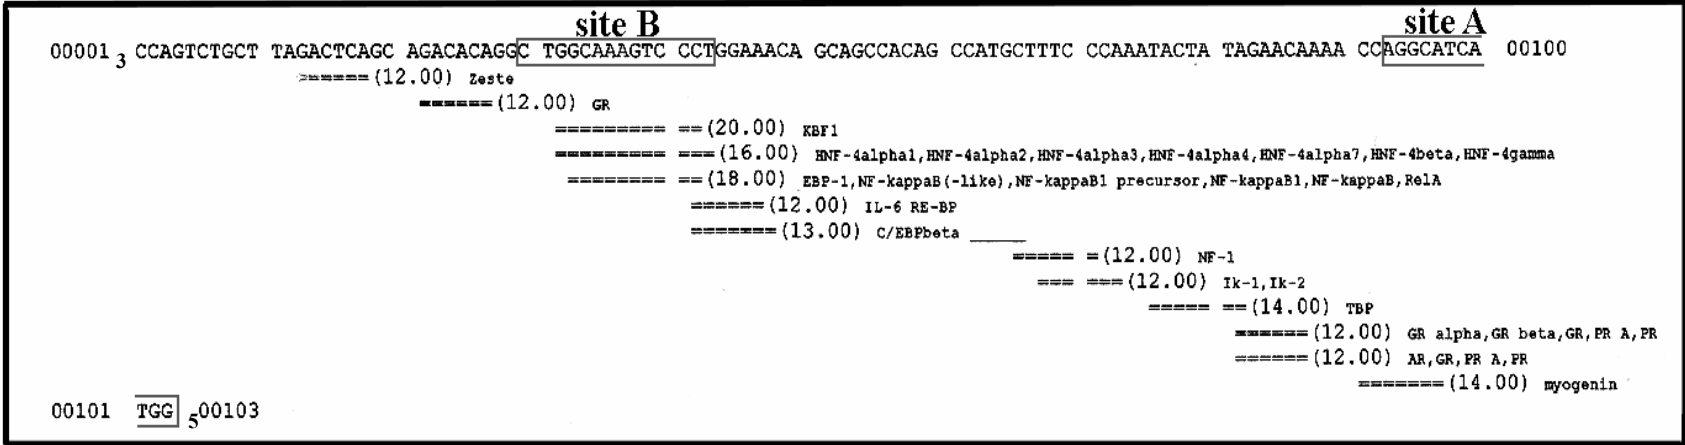 site B site A
00001 3 CCAGTCTGCT TAGACTCAGC AGACACAGGC TGGCAAAGTC CCTGGAAACA GCAGCCACAG CCATGCTTTC CCAAATACTA TAGAACAAAA CCAGGCATCA 00100
>=====(12.00) Zeste
======(12.00) GR
========= ==(20.00) KBF1
========= ===(16.00) HNF-4alpha1,HNF-4alpha2,HNF-4alpha3,HNF-4alpha4,HNF-4alpha7,HNF-4beta,HNF-4gamma
======== ==(18.00) EBP-1,NF-kappaB(-like),NF-kappaB1 precursor,NF-kappaB1,NF-kappaB,RelA
======(12.00) IL-6 RE-BP
=======(13.00) C/EBPbeta _____
===== =(12.00) NF-1
=== ===(12.00) Ik-1,Ik-2
===== ==(14.00) TBP
======(12.00) GR alpha,GR beta,GR,PR A,PR
======(12.00) AR,GR,PR A,PR
=======(14.00) myogenin
00101 TGG 5 00103